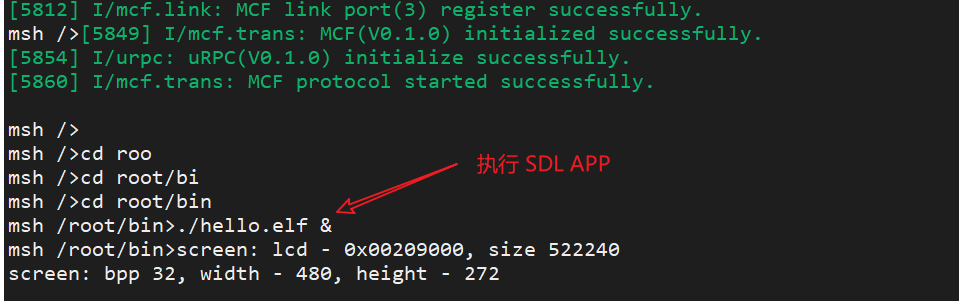 [5812] I/mcf.link: MCF link port(3) register successfully.
msh />[5849] I/mcf.trans: MCF(V0.1.0) initialized successfully.
[5854] I/urpc: uRPC(V0.1.0) initialize successfully.
[5860] I/mcf.trans: MCF protocol started successfully.
msh />
msh />cd roo
msh />cd root/bi
msh />cd root/bin
msh /root/bin>./hello.elf &
msh /root/bin>screen: lcd - 0x00209000, size 522240
screen: bpp 32, width - 480, height - 272
执行 SDL APP